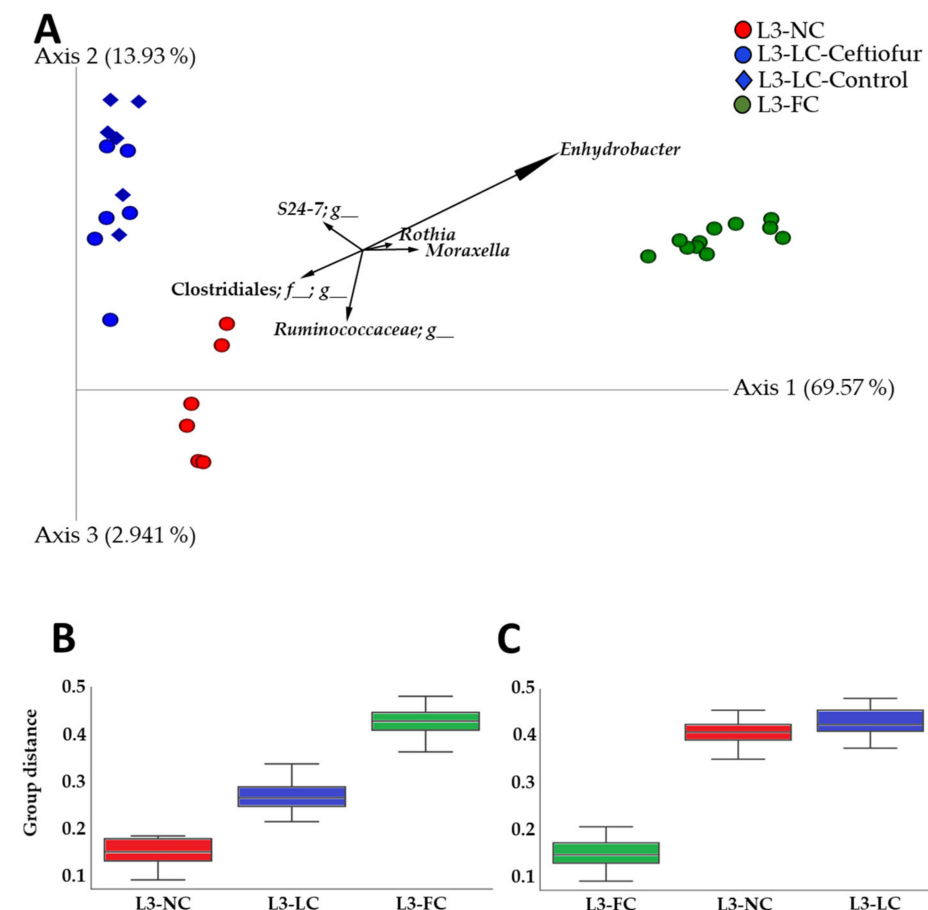 A
Axis 2 (13.93 %)
L3-NC
L3-LC-Ceftiofur
L3-LC-Control
L3-FC
Enhydrobacter
S24-7; g__
Rothia
Moraxella
Clostridiales; f__; g__
Ruminococcaceae; g__
Axis 1 (69.57 %)
Axis 3 (2.941 %)
B
Group distance
0.5
0.4
0.3
0.2
0.1
L3-NC L3-LC L3-FC
C
0.5
0.4
0.3
0.2
0.1
L3-FC L3-NC L3-LC